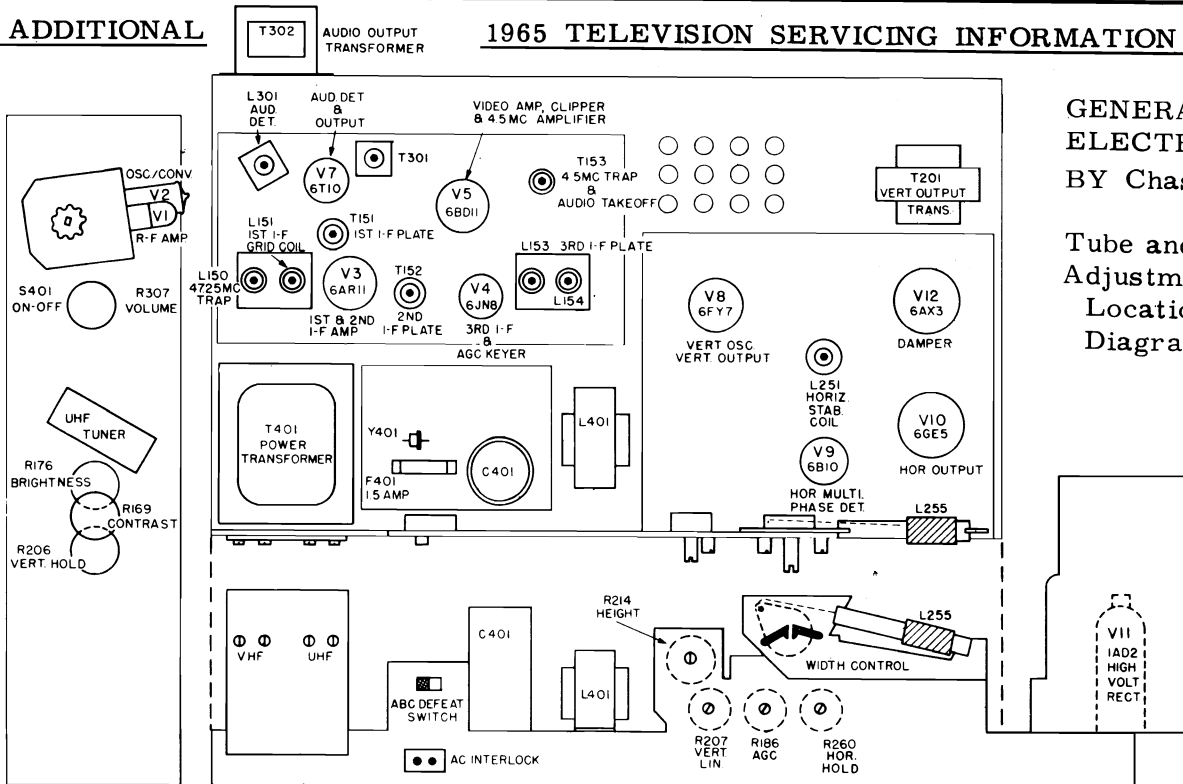 ADDITIONAL
1965 TELEVISION SERVICING INFORMATION
T302
AUDIO OUTPUT
TRANSFORMER
GENERA
ELECTR
BY Chas
Tube and
Adjustm
Locatio
Diagra
OSC/CONV.
V2
V1
R-F AMP
S401
ON-OFF
R307
VOLUME
UHF
TUNER
R176
BRIGHTNESS
R169
CONTRAST
R206
VERT. HOLD
L301
AUD.
DET.
AUD. DET
&
OUTPUT
V7
6T10
T301
VIDEO AMP, CLIPPER
& 4.5 MC AMPLIFIER
V5
6BD11
T153
4.5MC TRAP
&
AUDIO TAKEOFF
T201
VERT OUTPUT
TRANS.
L151
1ST I-F
GRID COIL
T151
1ST I-F PLATE
L150
4725MC
TRAP
V3
6AR11
1ST & 2ND
I-F AMP
T152
2ND
I-F PLATE
V4
6JN8
3RD I-F
&
AGC KEYER
L153 3RD I-F PLATE
L154
V8
6FY7
VERT OSC
VERT. OUTPUT
V12
6AX3
DAMPER
L251
HORIZ.
STAB.
COIL
V10
6GE5
HOR OUTPUT
V9
6B10
HOR MULTI.
PHASE DET.
T401
POWER
TRANSFORMER
Y401
F401
1.5 AMP
C401
L401
L255
VHF
UHF
C401
ABC DEFEAT
SWITCH
AC INTERLOCK
L401
R214
HEIGHT
L255
WIDTH CONTROL
R207
VERT
LIN.
R186
AGC
R260
HOR.
HOLD
V11
1AD2
HIGH
VOLT
RECT